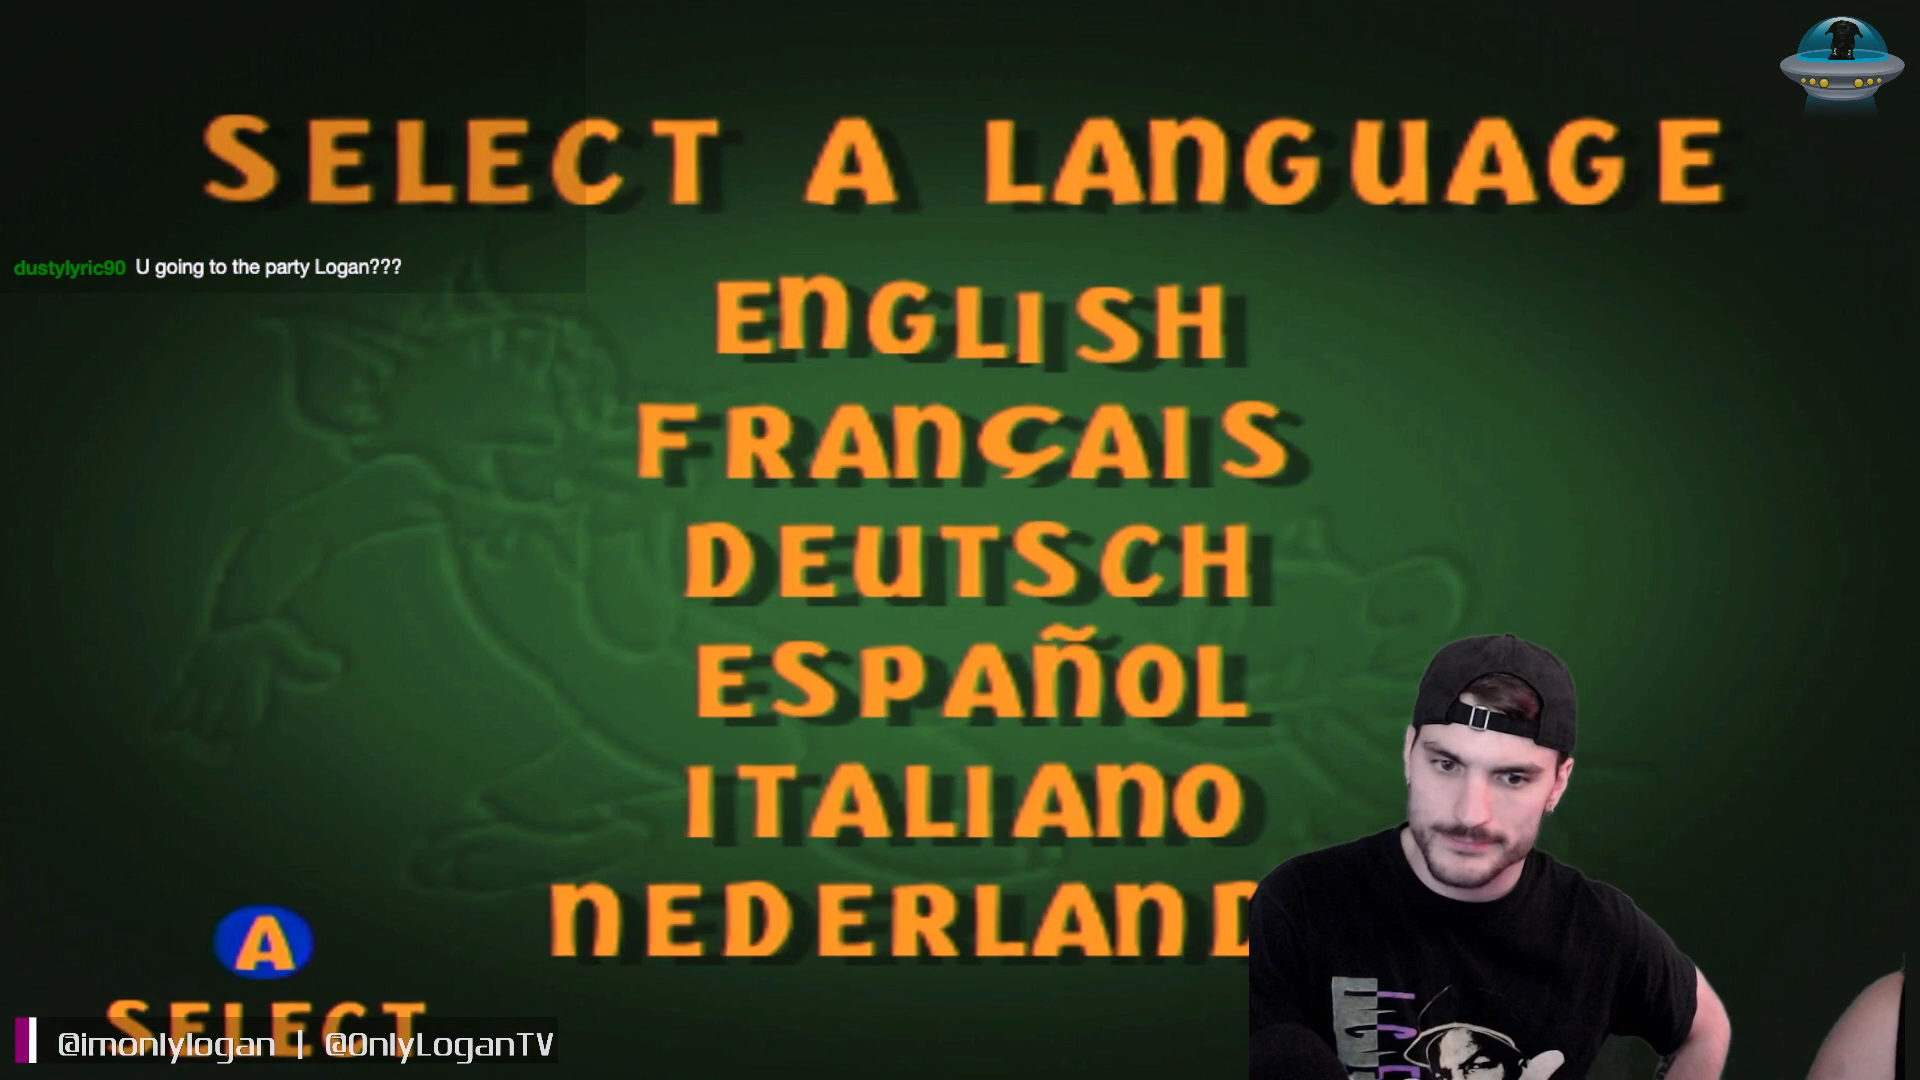 SELECT A LANGUAGE
dustylyric90 U going to the party Logan???
ENGLISH
FRANÇAIS
DEUTSCH
ESPAÑOL
ITALIANO
A
SELECT
@imonlylogan | @OnlyLoganTV